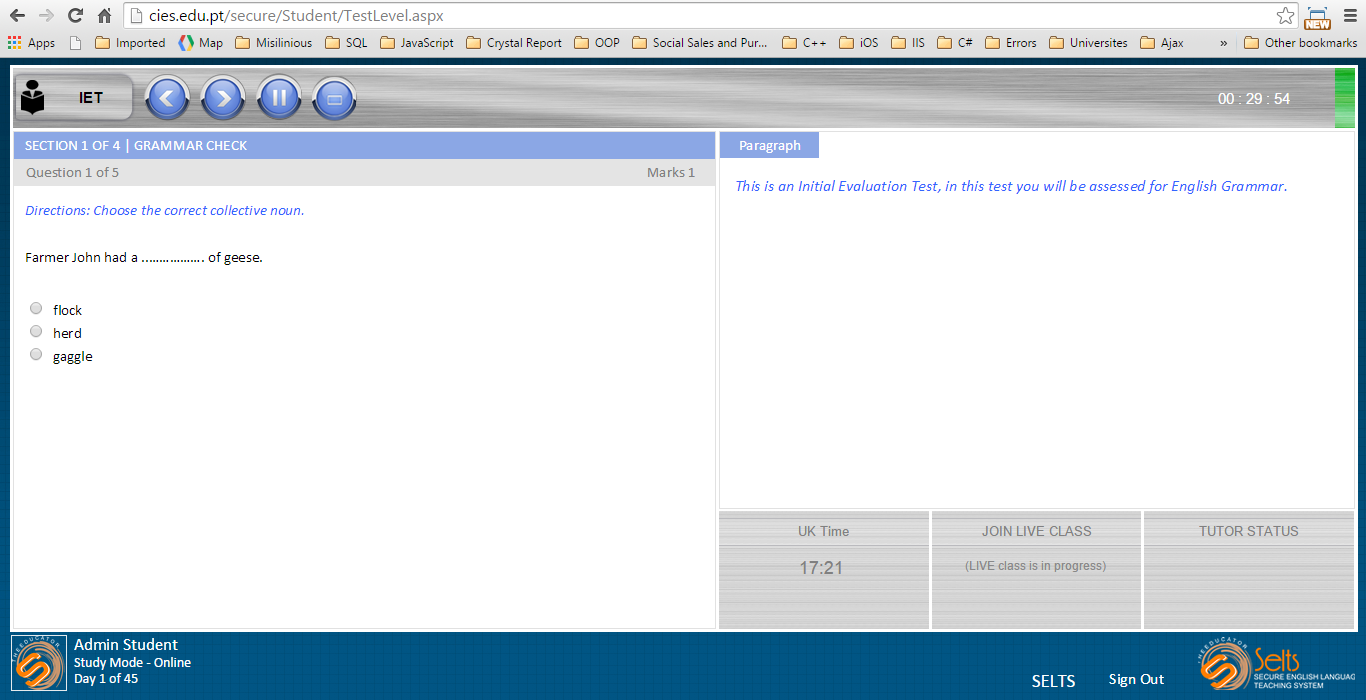 cies.edu.pt/secure/Student/TestLevel.aspx
NEW
Apps Imported Map Misilinious SQL JavaScript Crystal Report OOP Social Sales and Pur... C++ iOS IIS C# Errors Universites Ajax » Other bookmarks
IET
00 : 29 : 54
SECTION 1 OF 4 | GRAMMAR CHECK
Question 1 of 5 Marks 1
Directions: Choose the correct collective noun.
Farmer John had a .................. of geese.
flock
herd
gaggle
Paragraph
This is an Initial Evaluation Test, in this test you will be assessed for English Grammar.
UK Time
17:21
JOIN LIVE CLASS
(LIVE class is in progress)
TUTOR STATUS
THEEDUCATOR
Admin Student
Study Mode - Online
Day 1 of 45
SELTS
Sign Out
THEEDUCATOR
Selts
SECURE ENGLISH LANGUAG
TEACHING SYSTEM